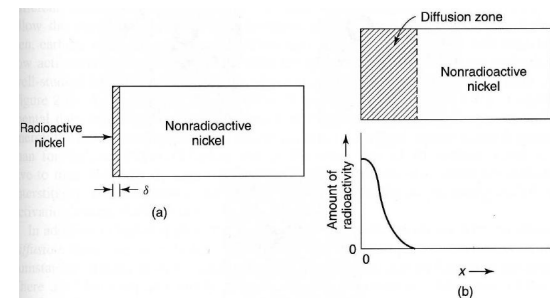 Radioactive
nickel
Nonradioactive
nickel
δ
(a)
Diffusion zone
Nonradioactive
nickel
Amount of
radioactivity
0
0
x
(b)